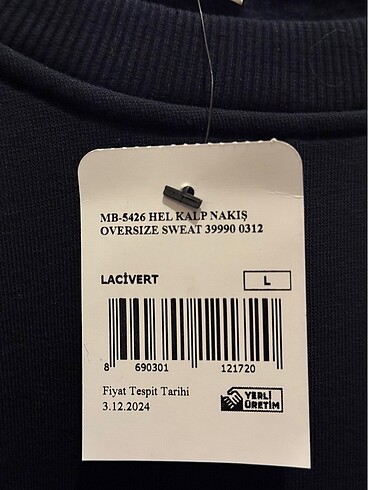 MB-5426 HEL KALP NAKIŞ
OVERSIZE SWEAT 39990 0312
LACİVERT
L
8 690301 121720
Fiyat Tespit Tarihi
3.12.2024
YERLİ
ÜRETİM